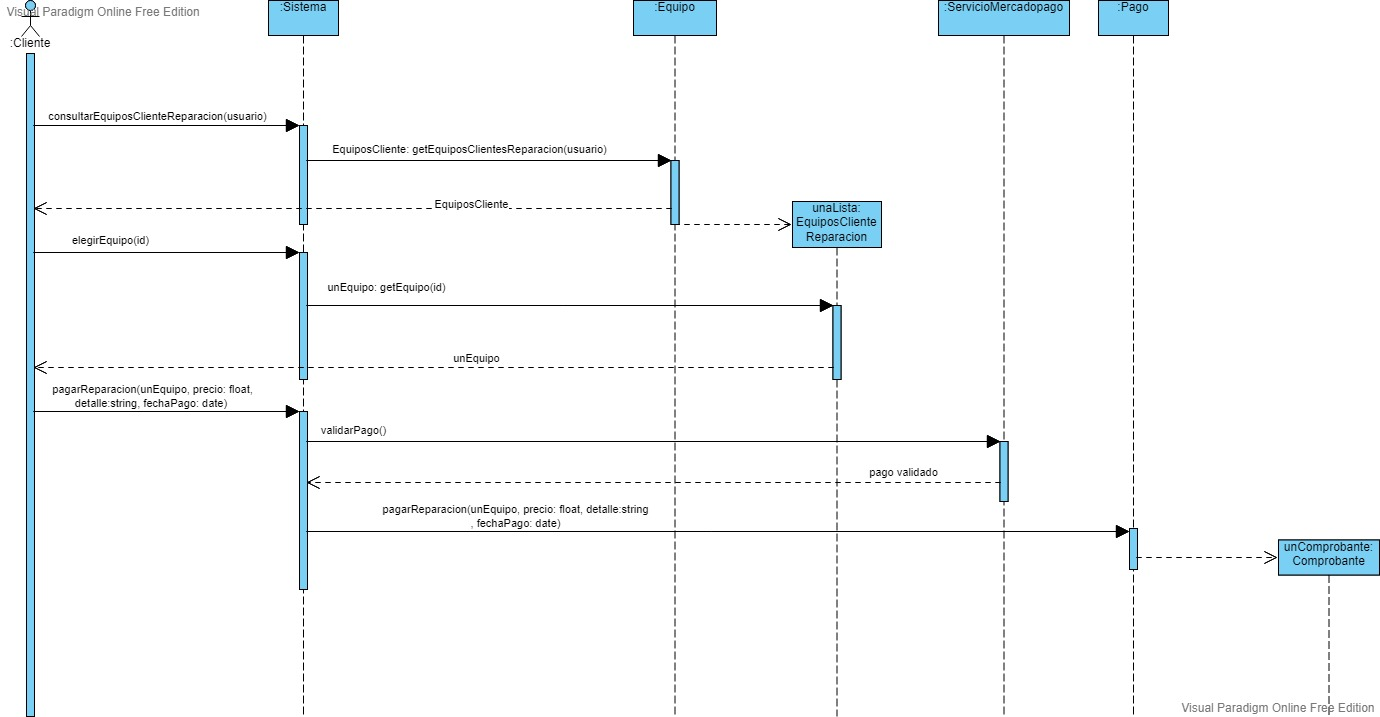 Visual Paradigm Online Free Edition
:Cliente
:Sistema
:Equipo
:ServicioMercadopago
:Pago
consultarEquiposClienteReparacion(usuario)
EquiposCliente: getEquiposClientesReparacion(usuario)
EquiposCliente
unaLista:
EquiposCliente
Reparacion
elegirEquipo(id)
unEquipo: getEquipo(id)
unEquipo
pagarReparacion(unEquipo, precio: float,
detalle:string, fechaPago: date)
validarPago()
pago validado
pagarReparacion(unEquipo, precio: float, detalle:string
, fechaPago: date)
unComprobante:
Comprobante
Visual Paradigm Online Free Edition